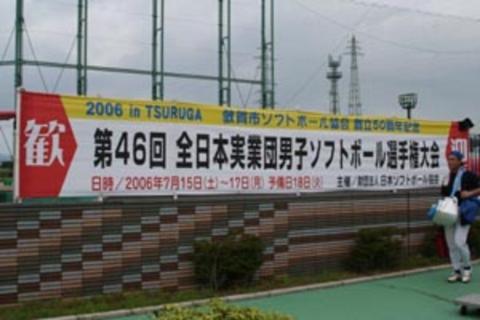 歓
2006 in TSURUGA 敦賀市ソフトボール協会 創立50周年記念
第46回 全日本実業団男子ソフトボール選手権大会
日時／2006年7月15日(土)～17日(月) 予備日18日(火) 主催／財団法人日本ソフトボール協会
迎